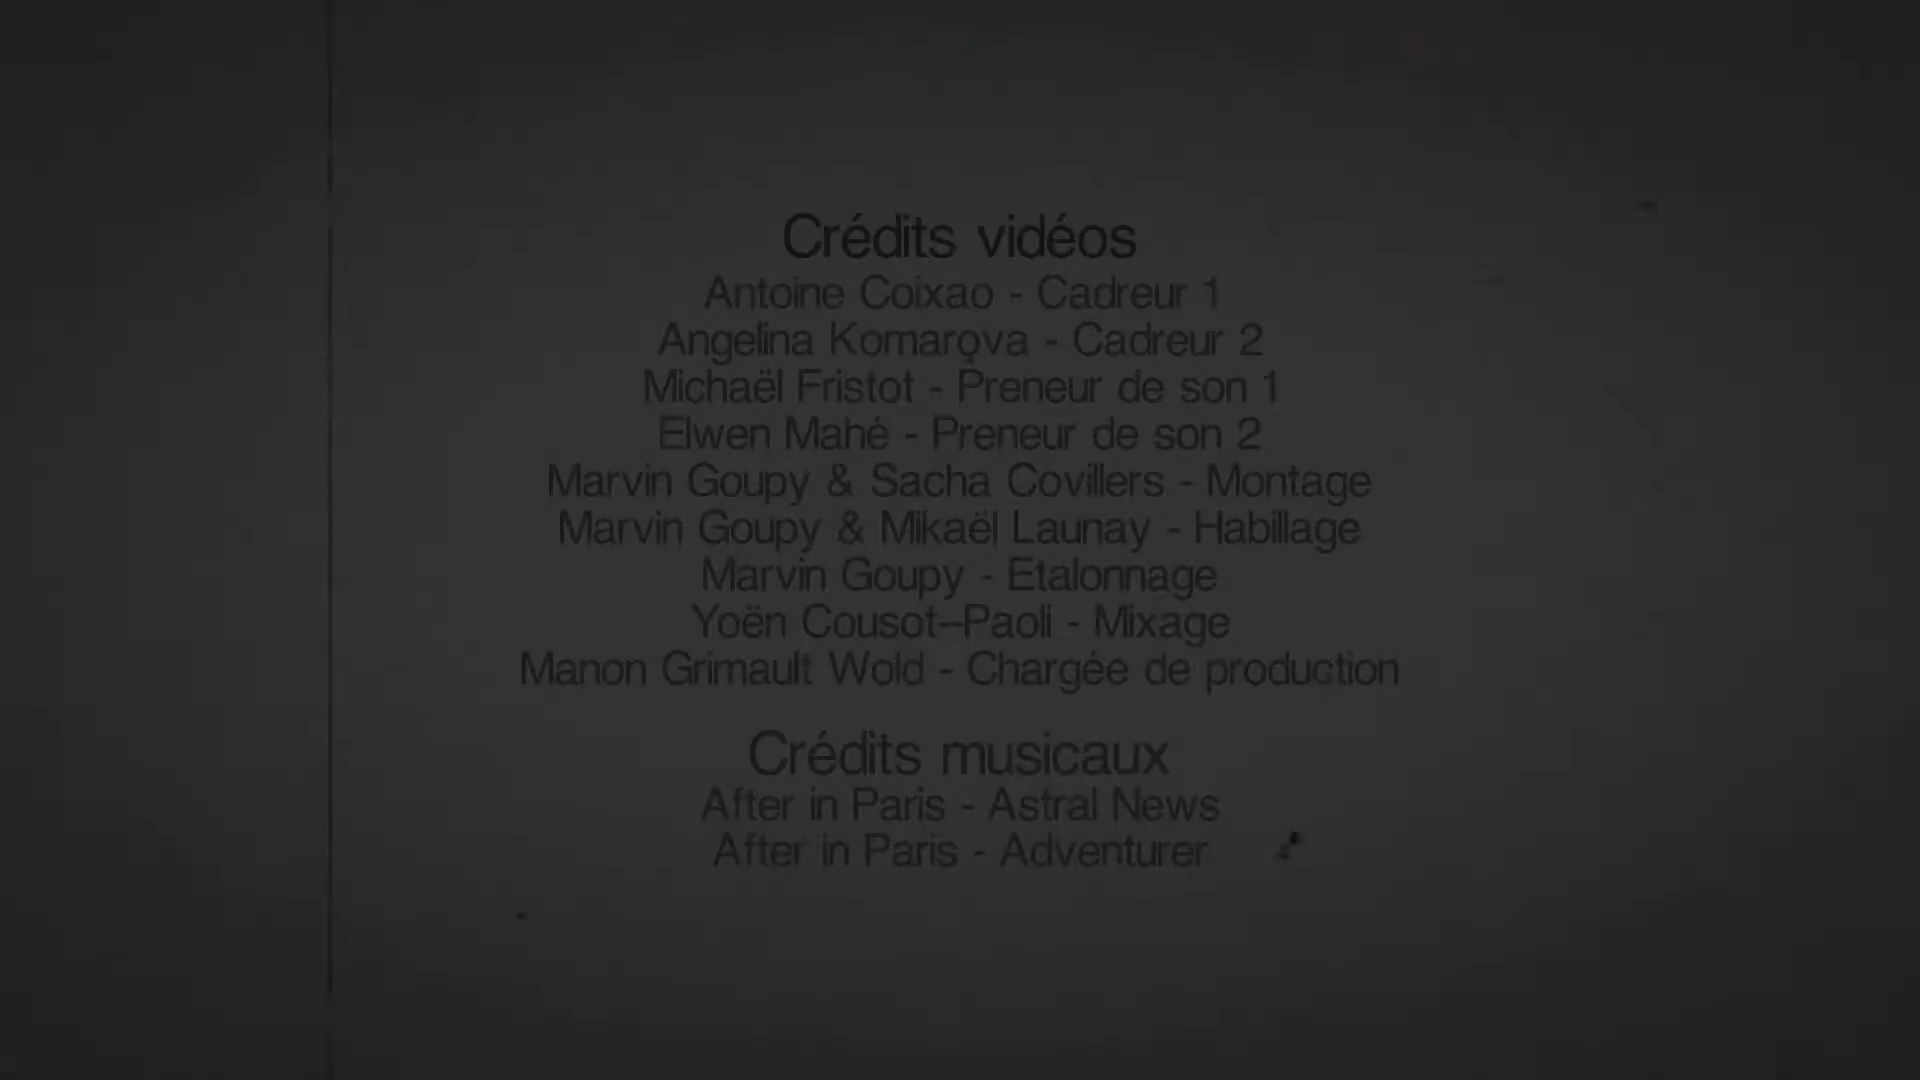 Crédits vidéos
Antoine Coixao - Cadreur 1
Angelina Komarova - Cadreur 2
Michaël Fristot - Preneur de son 1
Elwen Mahé - Preneur de son 2
Marvin Goupy & Sacha Covillers - Montage
Marvin Goupy & Mikaël Launay - Habillage
Marvin Goupy - Etalonnage
Yoën Cousot–Paoli - Mixage
Manon Grimault Wold - Chargée de production
Crédits musicaux
After in Paris - Astral News
After in Paris - Adventurer